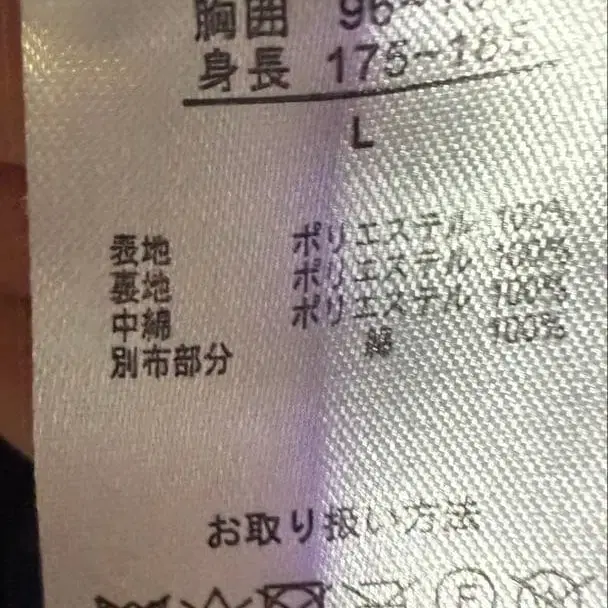 胸囲 96~104
身長 175~185
L
表地 ポリエステル 100%
裏地 ポリエステル 100%
中綿 ポリエステル 100%
別布部分 綿 100%
お取り扱い方法